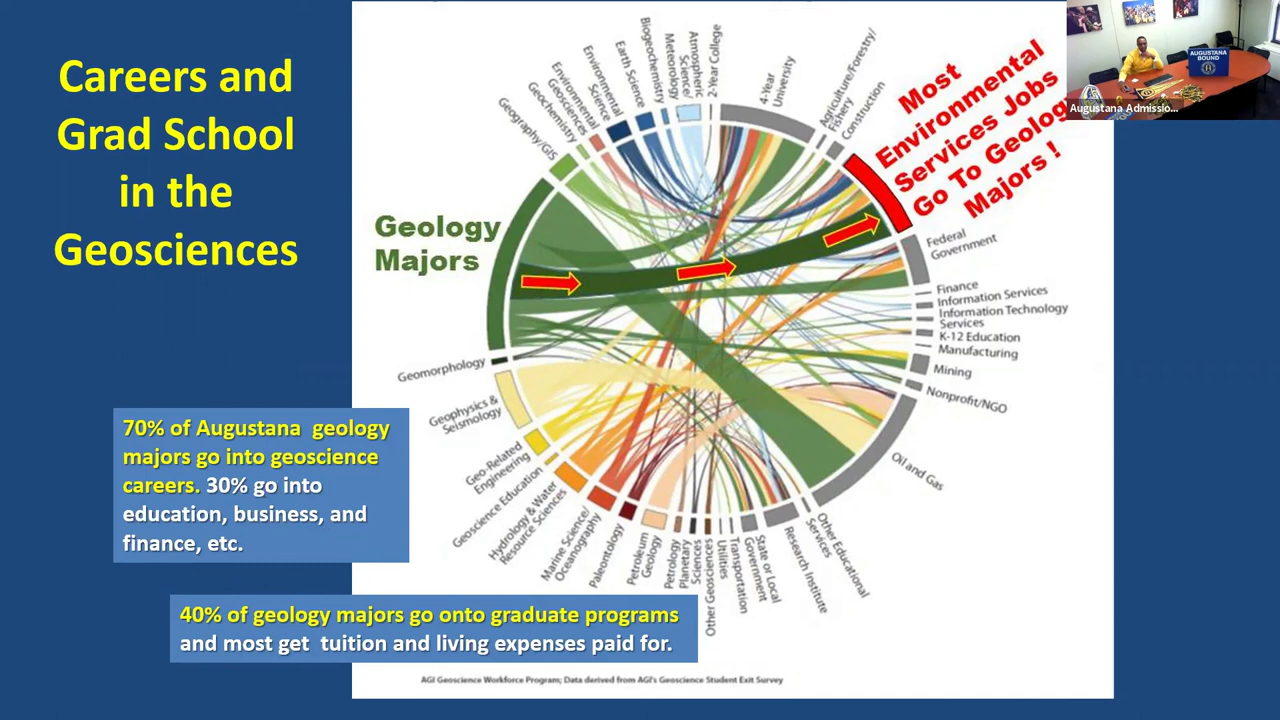 Careers and
Grad School
in the
Geosciences
Geology
Majors
Most
Environmental
Services Jobs
Go To Geology
Majors !
Geography/GIS
Geochemistry
Environmental
Geosciences
Environmental
Science
Earth Science
Biogeochemistry
Meteorology
Atmospheric
Science/
2-Year College
4-Year
University
Agriculture/Forestry/
Fishery
Construction
Federal
Government
Finance
Information Services
Information Technology
Services
K-12 Education
Manufacturing
Mining
Nonprofit/NGO
Oil and Gas
Other Educational
Services
Research Institute
State or Local
Government
Transportation
Utilities
Other Geosciences
Planetary
Sciences
Petrology
Petroleum
Geology
Paleontology
Marine Science/
Oceanography
Hydrology & Water
Resource Sciences
Geoscience Education
Geo-Related
Engineering
Geophysics &
Seismology
Geomorphology
70% of Augustana geology
majors go into geoscience
careers. 30% go into
education, business, and
finance, etc.
40% of geology majors go onto graduate programs
and most get tuition and living expenses paid for.
AGI Geoscience Workforce Program; Data derived from AGI's Geoscience Student Exit Survey
AUGUSTANA
BOUND
Augustana Admissio...